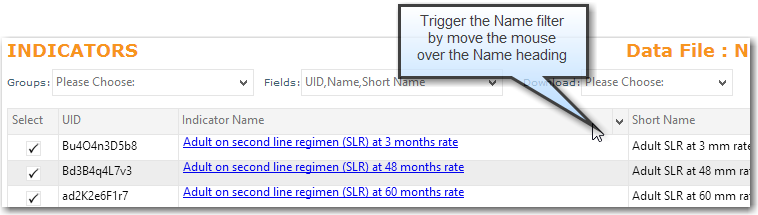 Trigger the Name filter
by move the mouse
over the Name heading
INDICATORS
Data File : N
Groups: Please Choose: Fields: UID,Name,Short Name Download: Please Choose:
Select UID Indicator Name Short Name
Bu4O4n3D5b8 Adult on second line regimen (SLR) at 3 months rate Adult SLR at 3 mm rate
Bd3B4q4L7v3 Adult on second line regimen (SLR) at 48 months rate Adult SLR at 48 mm rat
ad2K2e6F1r7 Adult on second line regimen (SLR) at 60 months rate Adult SLR at 60 mm rat